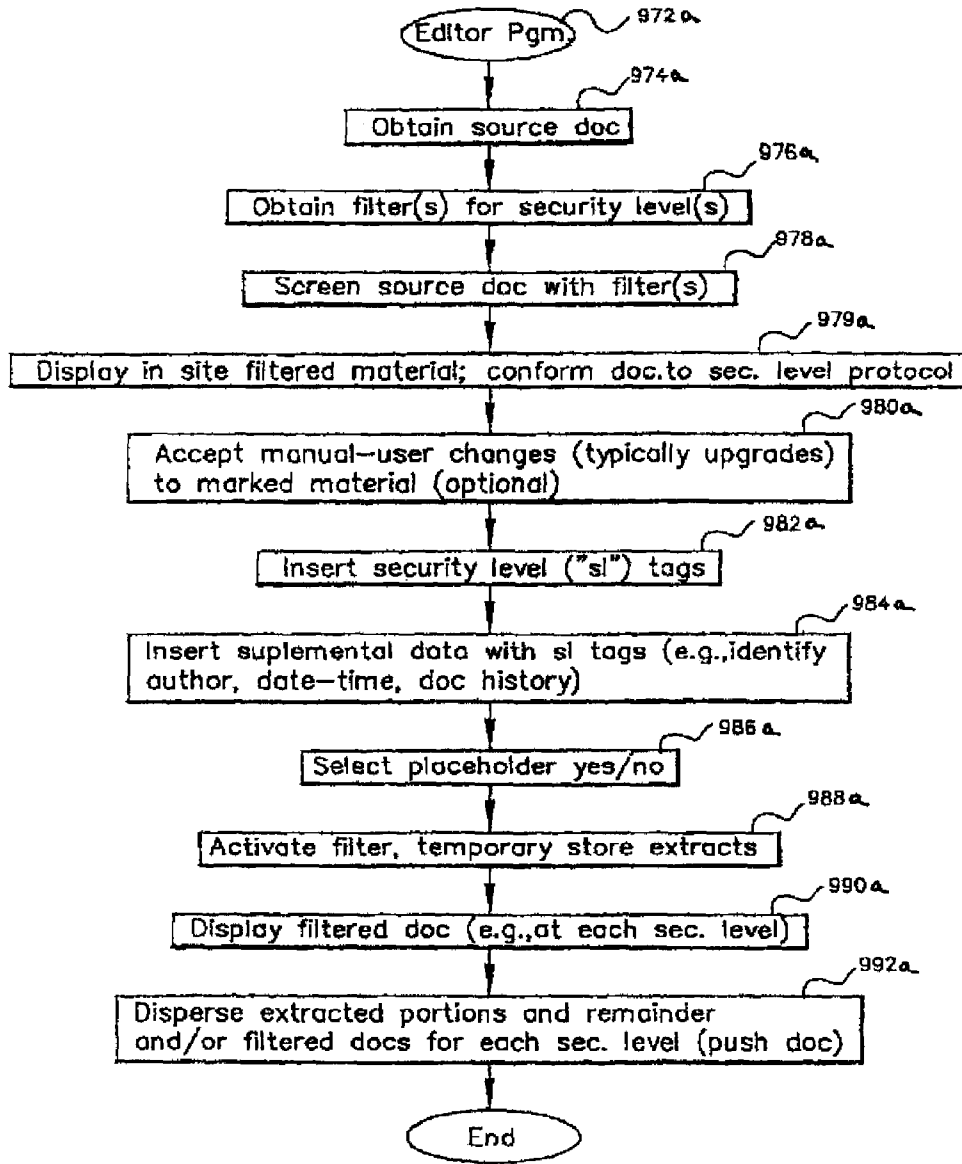 Editor Pgm.
972a
974a
Obtain source doc
976a
Obtain filter(s) for security level(s)
978a
Screen source doc with filter(s)
979a
Display in site filtered material; conform doc.to sec. level protocol
980a
Accept manual-user changes (typically upgrades)
to marked material (optional)
982a
Insert security level ("sl") tags
984a
Insert suplemental data with sl tags (e.g.,identify
author, date-time, doc history)
986a
Select placeholder yes/no
988a
Activate filter, temporary store extracts
990a
Display filtered doc (e.g.,at each sec. level)
992a
Disperse extracted portions and remainder
and/or filtered docs for each sec. level (push doc)
End